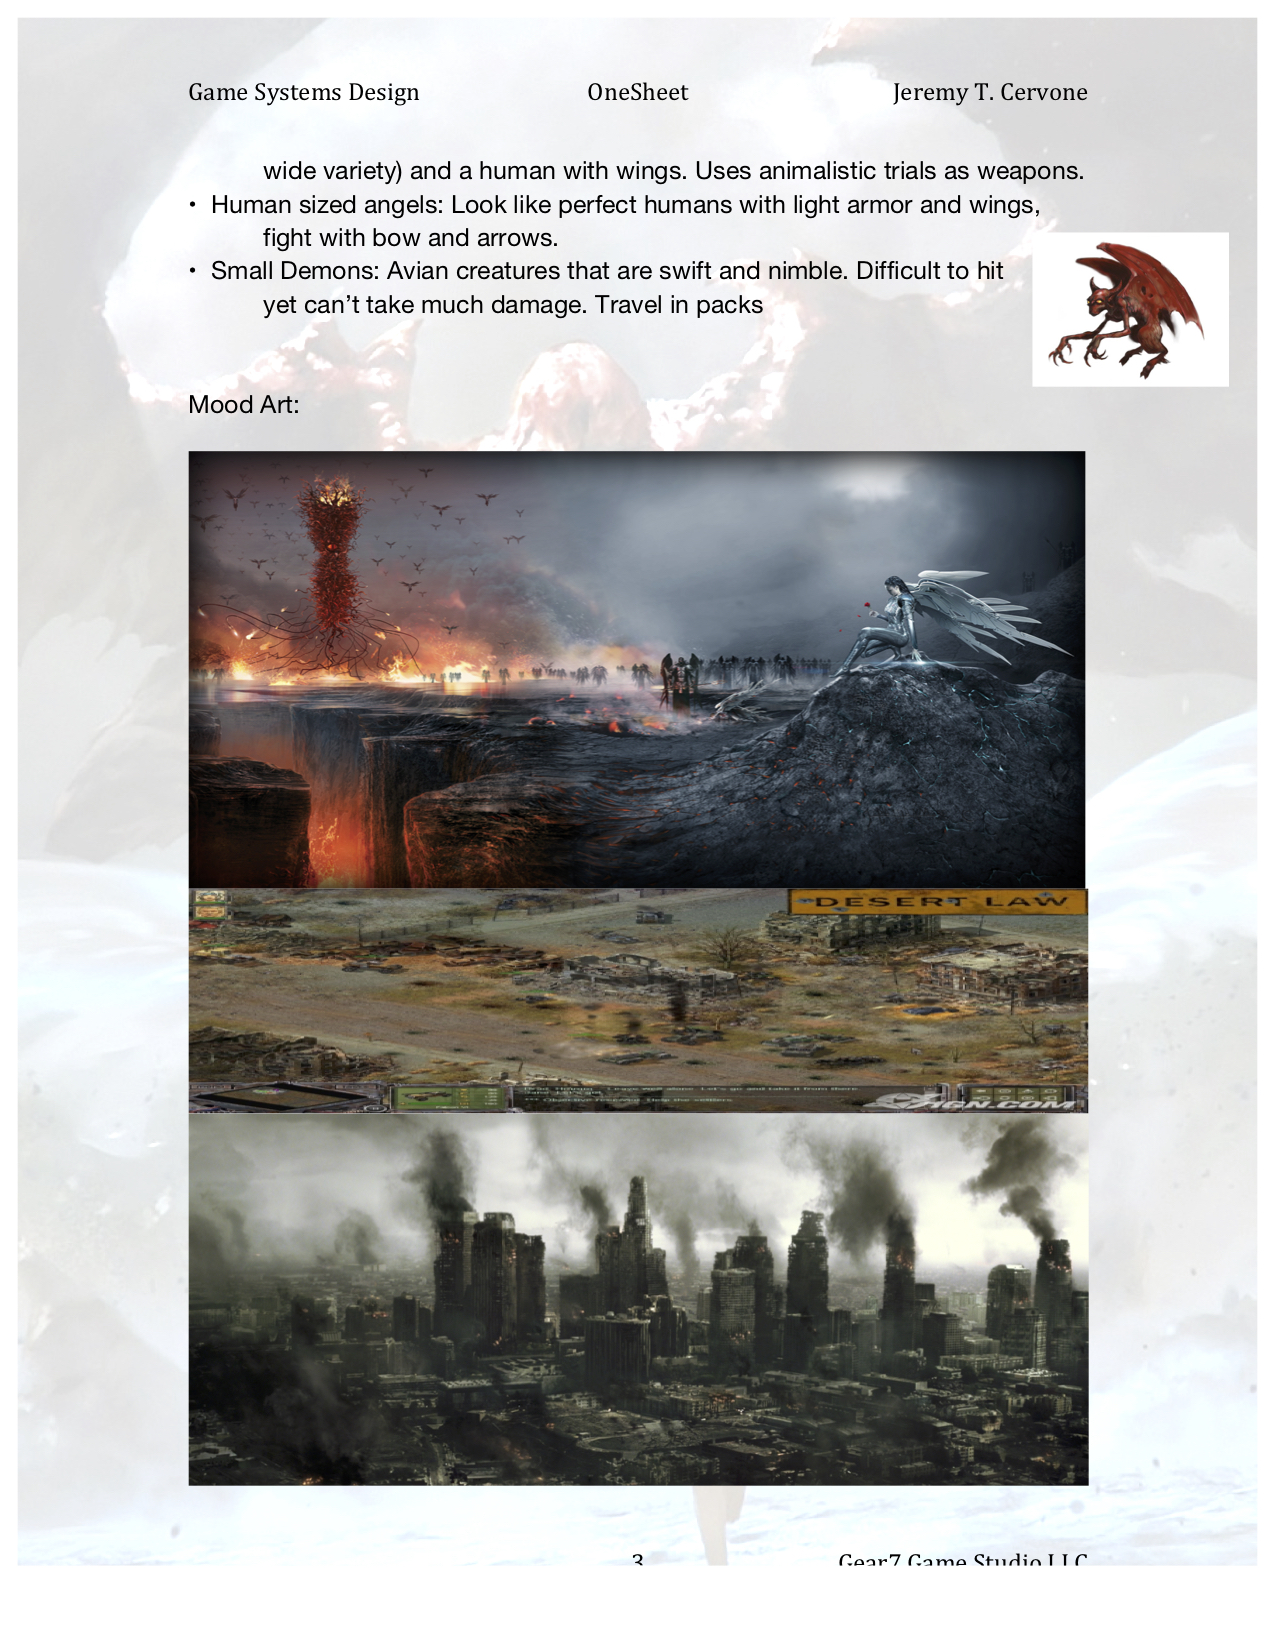 Game Systems Design OneSheet Jeremy T. Cervone
wide variety) and a human with wings. Uses animalistic trials as weapons.
• Human sized angels: Look like perfect humans with light armor and wings,
fight with bow and arrows.
• Small Demons: Avian creatures that are swift and nimble. Difficult to hit
yet can’t take much damage. Travel in packs
Mood Art:
DESERT LAW
IGN.COM
3 Gear7 Game Studio LLC